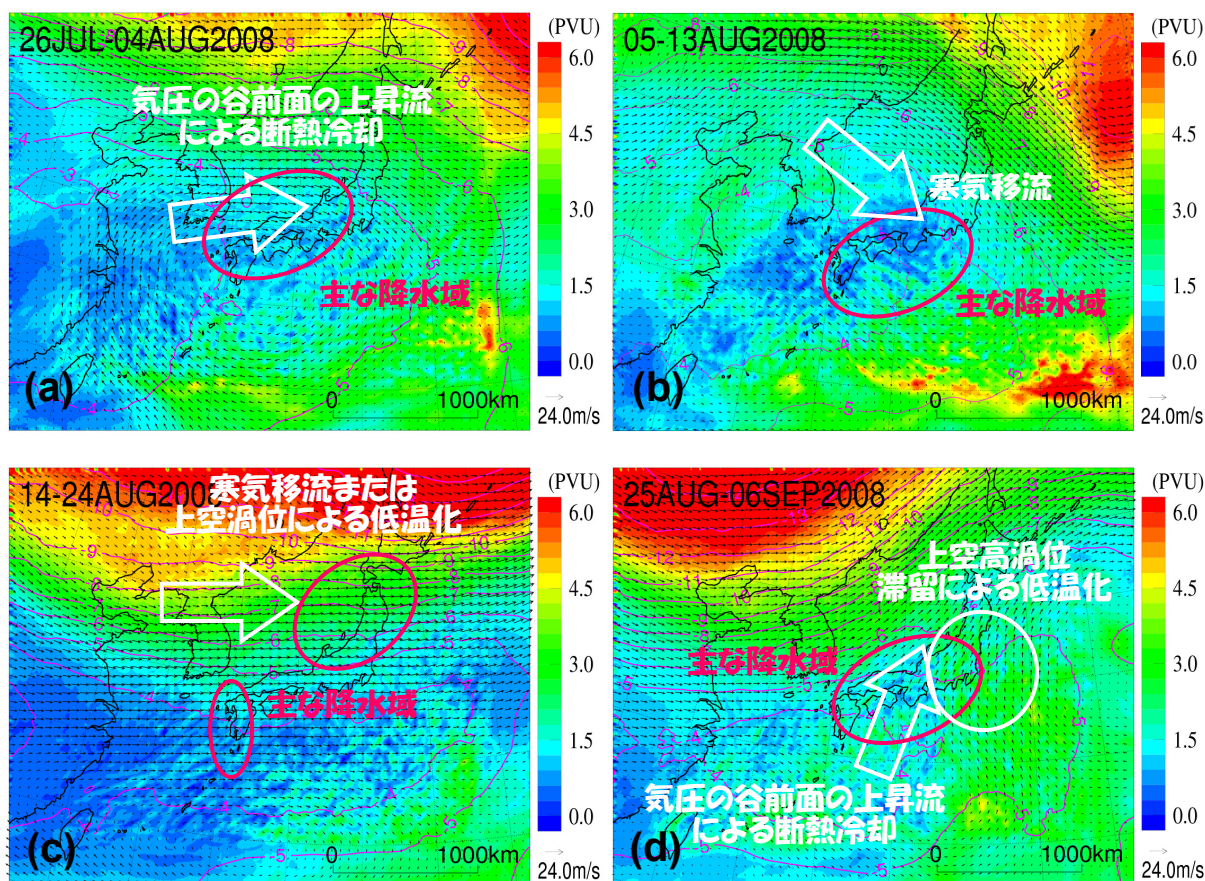 26JUL-04AUG2008
(PVU)
気圧の谷前面の上昇流
による断熱冷却
主な降水域
6.0
4.5
3.0
1.5
0.0
(a)
0 1000km
24.0m/s
05-13AUG2008
(PVU)
寒気移流
主な降水域
6.0
4.5
3.0
1.5
0.0
(b)
0 1000km
24.0m/s
14-24AUG2008
(PVU)
寒気移流または
上空渦位による低温化
主な降水域
6.0
4.5
3.0
1.5
0.0
(c)
0 1000km
24.0m/s
25AUG-06SEP2008
(PVU)
上空高渦位
滞留による低温化
主な降水域
気圧の谷前面の上昇流
による断熱冷却
6.0
4.5
3.0
1.5
0.0
(d)
0 1000km
24.0m/s